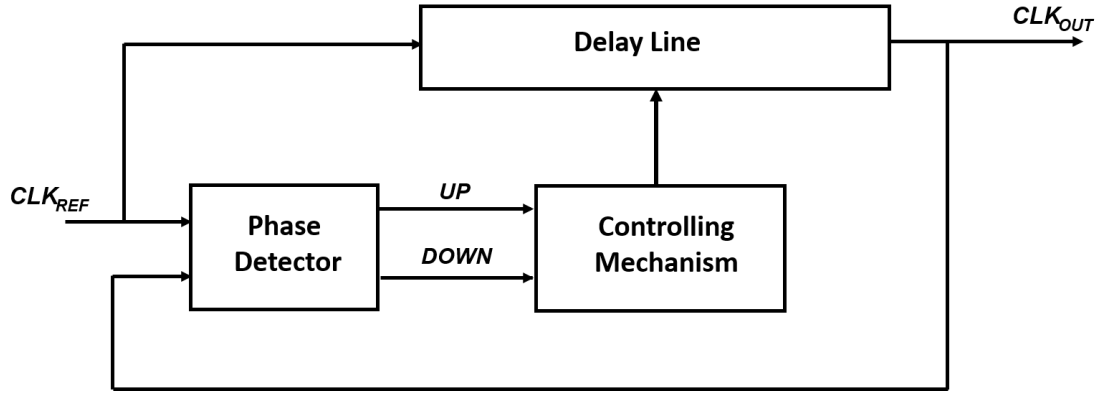 CLK_OUT
Delay Line
CLK_REF
UP
Phase
Detector
DOWN
Controlling
Mechanism